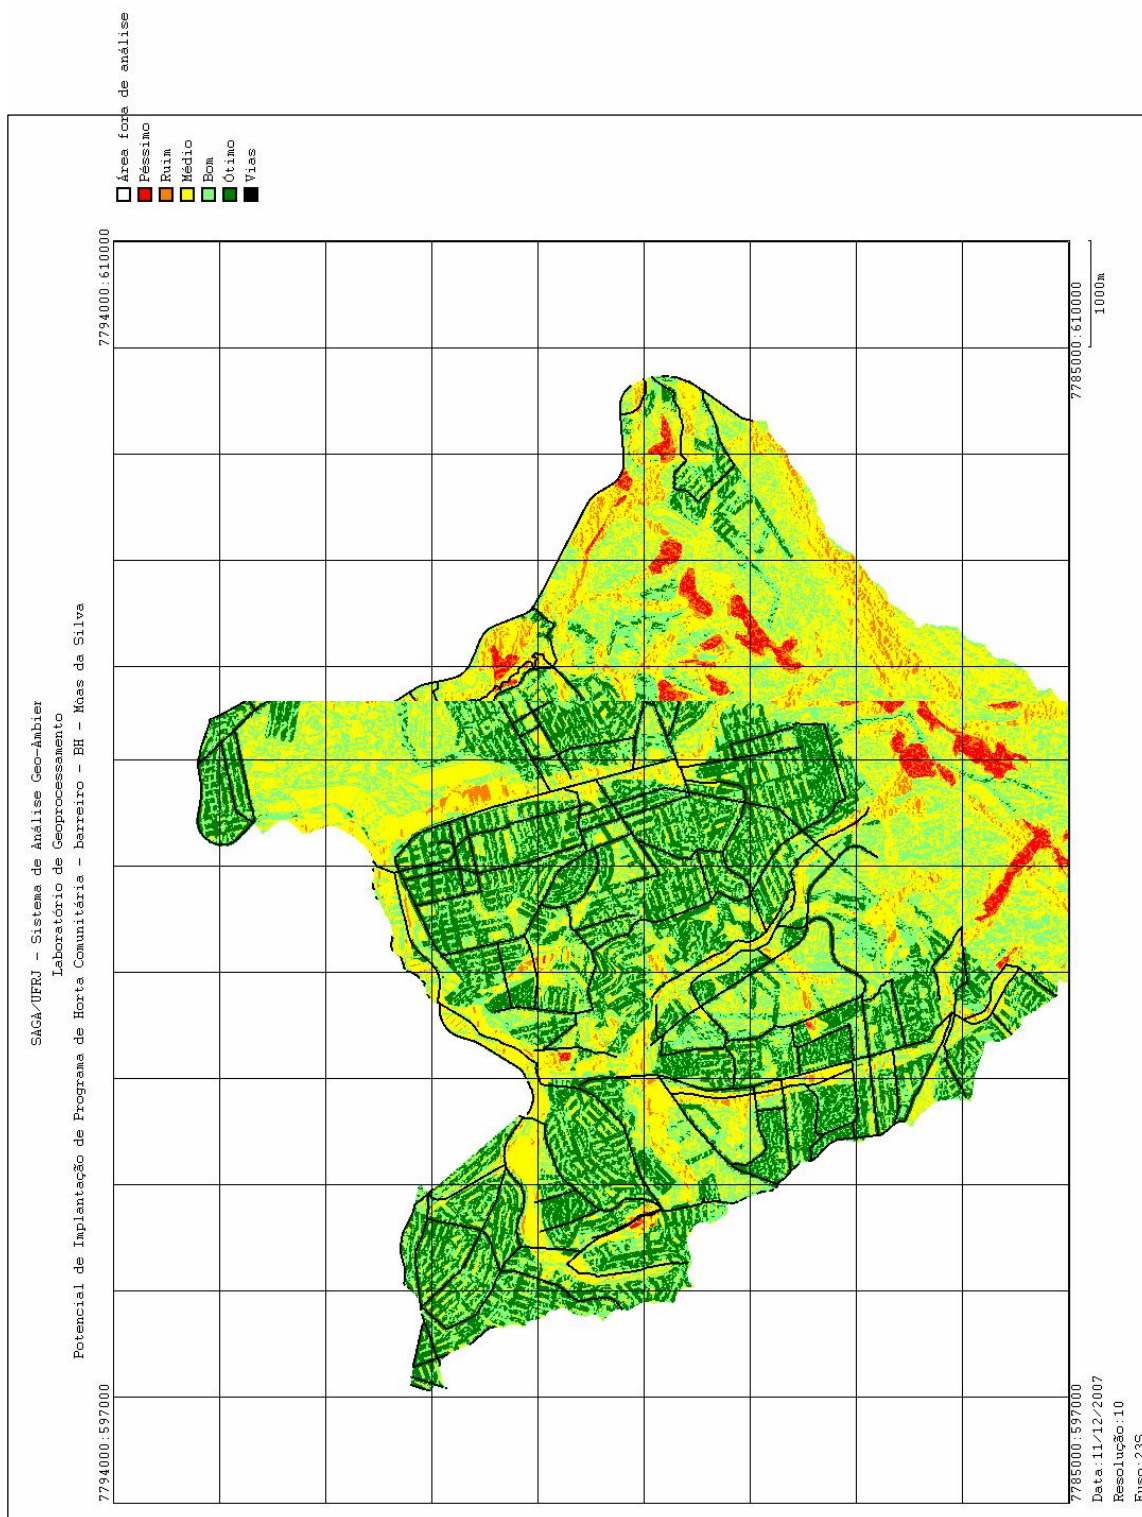 SAGA/UFRJ - Sistema de Análise Geo-Ambier
Laboratório de Geoprocessamento
Potencial de Implantação de Programa de Horta Comunitária - barreiro - BH - da Silva
7794000:597000
7794000:610000
Área fora de análise
Péssimo
Ruim
Médio
Bom
Ótimo
Vias
7785000:597000
7785000:610000
Data:11/12/2007
1000m
Resolução:10
Fuso:23S